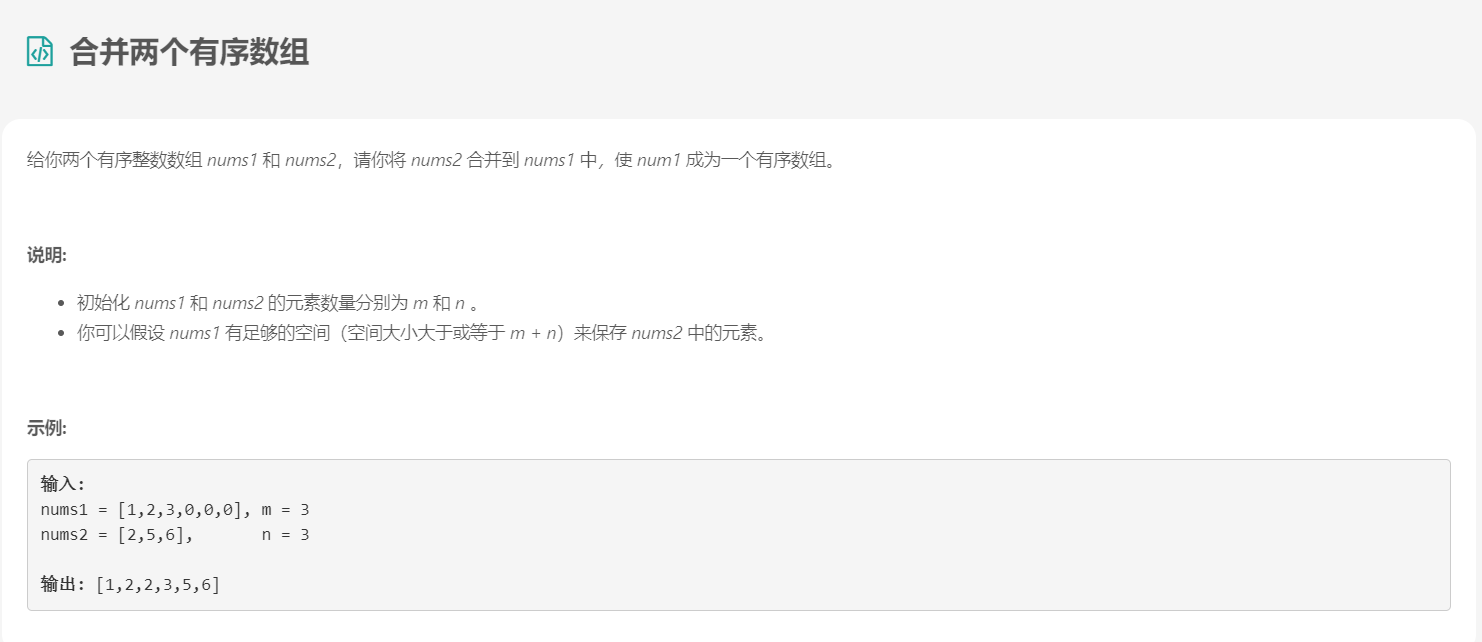 合并两个有序数组
给你两个有序整数数组 nums1 和 nums2，请你将 nums2 合并到 nums1 中，使 num1 成为一个有序数组。
说明:
• 初始化 nums1 和 nums2 的元素数量分别为 m 和 n 。
• 你可以假设 nums1 有足够的空间（空间大小大于或等于 m + n）来保存 nums2 中的元素。
示例:
输入:
nums1 = [1,2,3,0,0,0], m = 3
nums2 = [2,5,6],       n = 3
输出: [1,2,2,3,5,6]